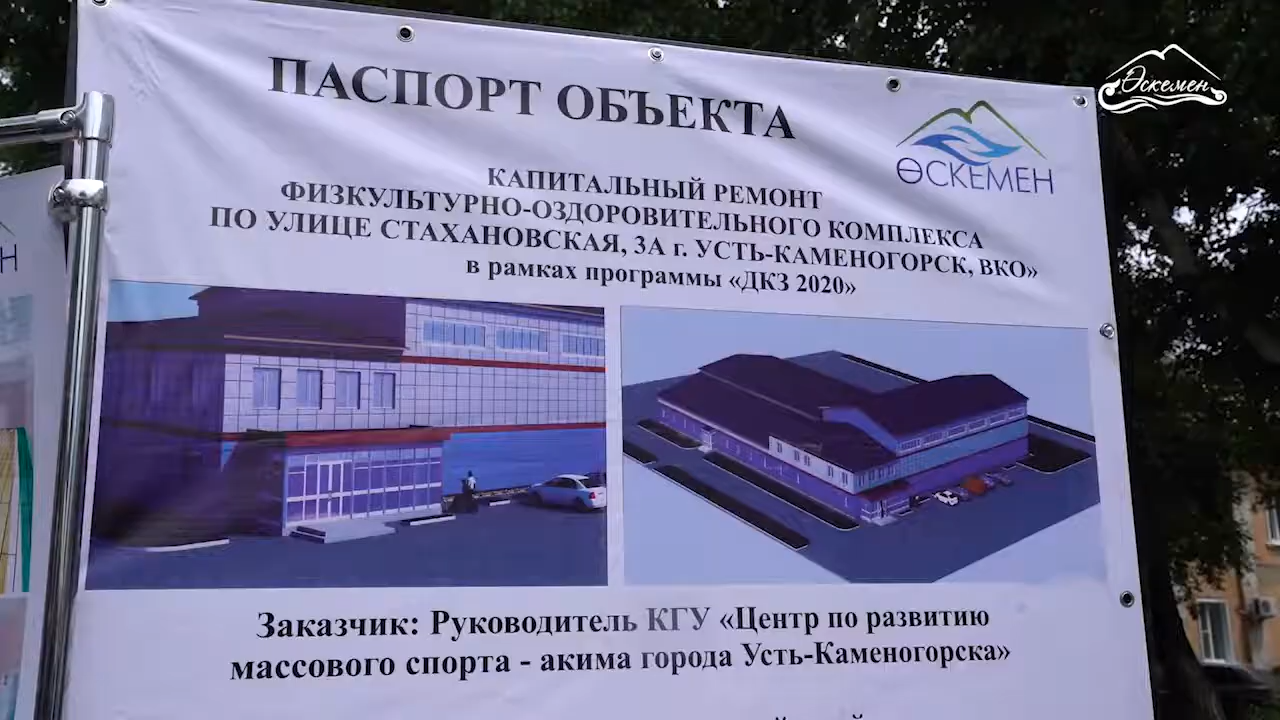 ПАСПОРТ ОБЪЕКТА
Өскемен
ӨСКЕМЕН
КАПИТАЛЬНЫЙ РЕМОНТ
ФИЗКУЛЬТУРНО-ОЗДОРОВИТЕЛЬНОГО КОМПЛЕКСА
ПО УЛИЦЕ СТАХАНОВСКАЯ, 3А г. УСТЬ-КАМЕНОГОРСК, ВКО»
в рамках программы «ДКЗ 2020»
Заказчик: Руководитель КГУ «Центр по развитию
массового спорта - акима города Усть-Каменогорска»